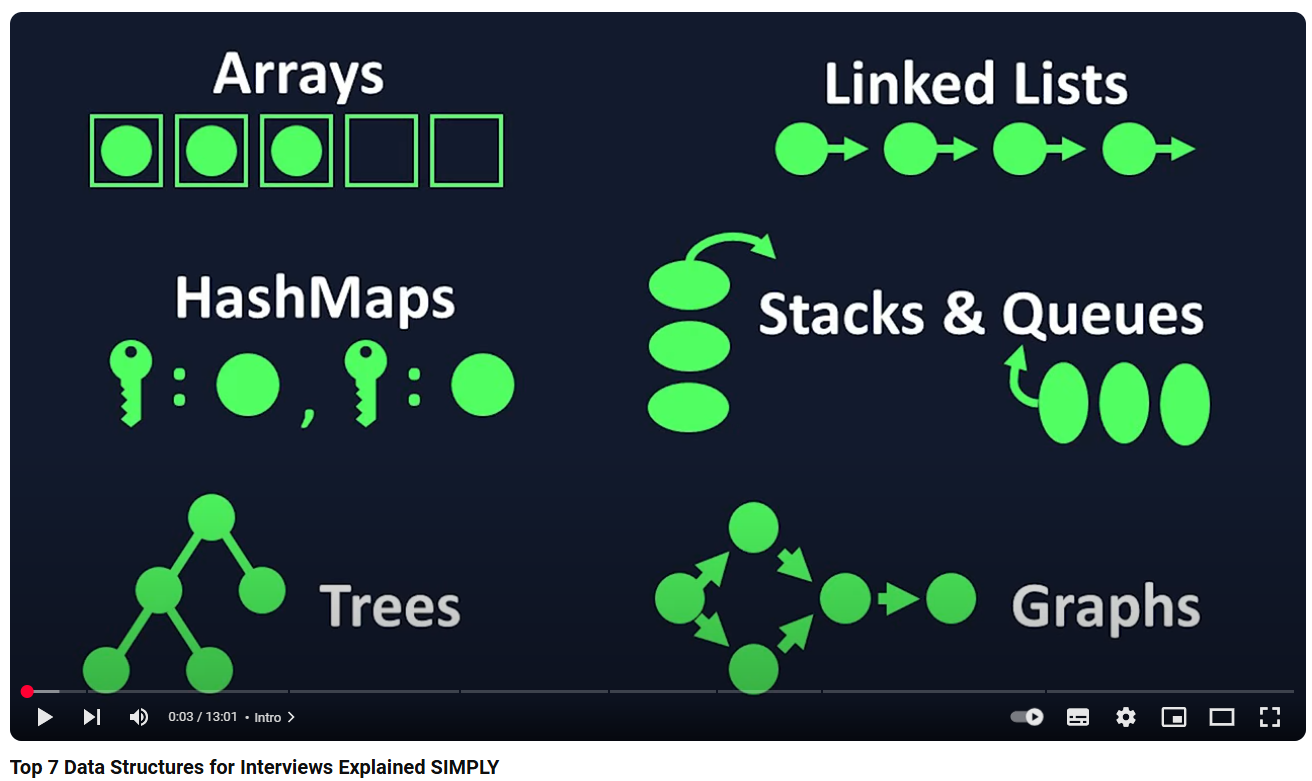 Arrays
Linked Lists
HashMaps
: , :
Stacks & Queues
Trees
Graphs
0:03 / 13:01 • Intro
Top 7 Data Structures for Interviews Explained SIMPLY